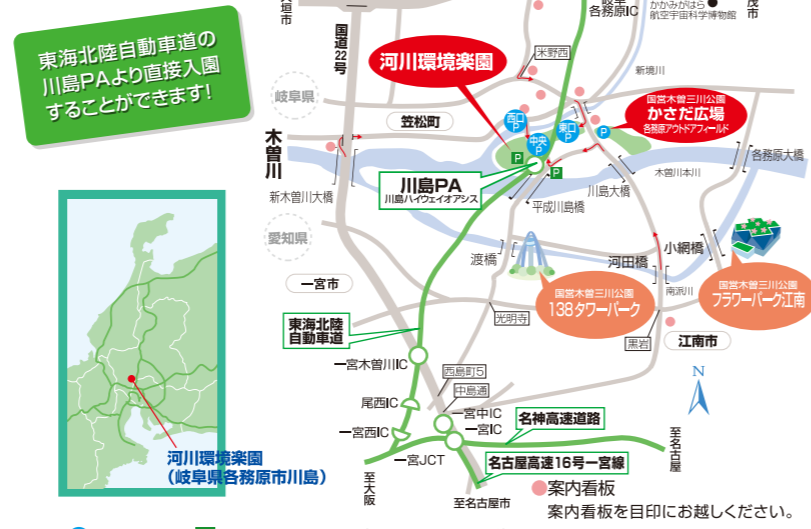 東海北陸自動車道の
川島PAより直接入園
することができます!
国道22号
各務原IC
かかみがはら
航空宇宙科学博物館
茂市
垣市
米野西
新境川
河川環境楽園
岐阜県
笠松町
西口
P
中央
P
東口
P
P
国営木曽三川公園
かさだ広場
各務原アウトドアフィールド
各務原大橋
木曽川
木曽川本川
P
P
川島PA
川島ハイウェイオアシス
新木曽川大橋
平成川島橋
川島大橋
愛知県
渡橋
河田橋
小網橋
南派川
一宮市
国営木曽三川公園
138タワーパーク
国営木曽三川公園
フラワーパーク江南
光明寺
黒岩
江南市
東海北陸
自動車道
一宮木曽川IC
西島町5
中島通
N
尾西IC
一宮中IC
一宮IC
名神高速道路
一宮西IC
至名古屋
一宮JCT
名古屋高速16号一宮線
至大阪
至名古屋市
河川環境楽園
(岐阜県各務原市川島)
案内看板
案内看板を目印にお越しください。